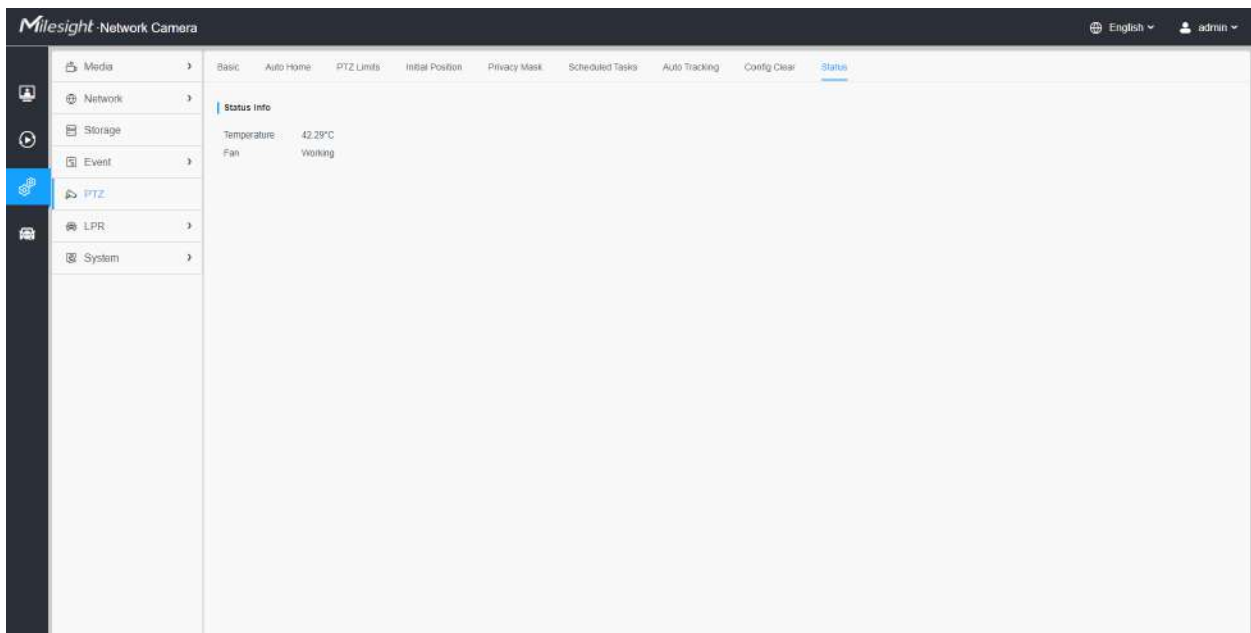 Milesight·Network Camera
English
admin
Media
Network
Storage
Event
PTZ
LPR
System
Basic Auto Home PTZ Limits Initial Position Privacy Mask Scheduled Tasks Auto Tracking Config Clear Status
Status Info
Temperature 42.29°C
Fan Working